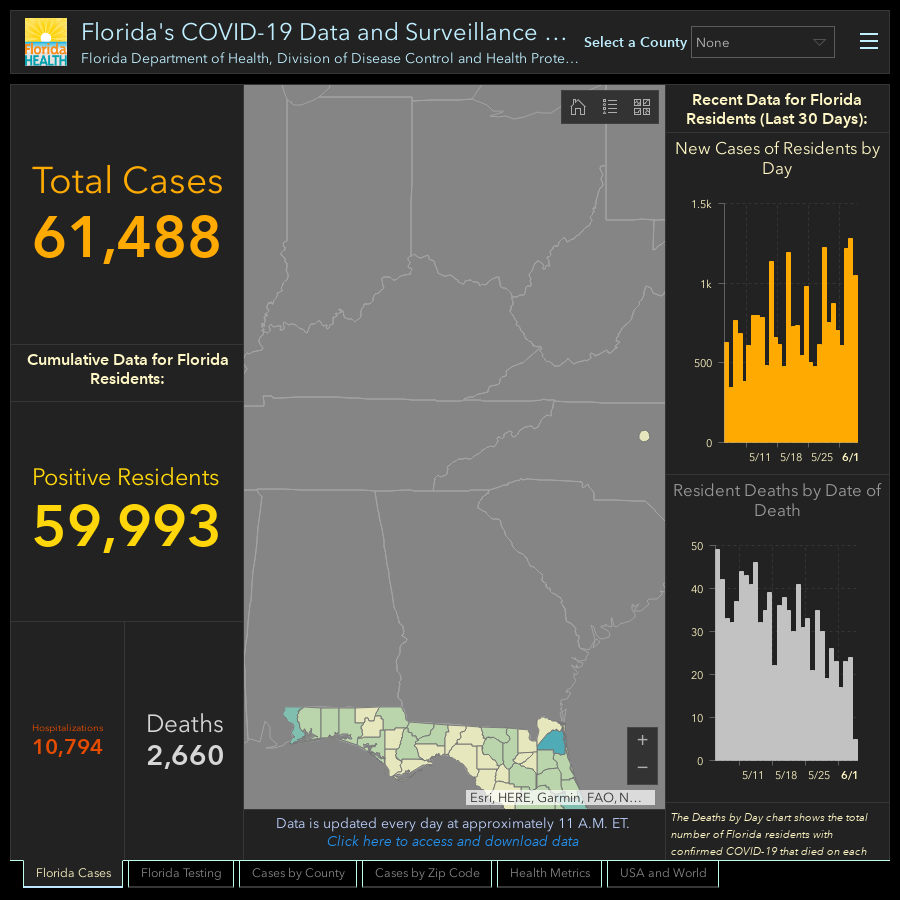 Florida HEALTH
Florida's COVID-19 Data and Surveillance ...
Florida Department of Health, Division of Disease Control and Health Prote...
Select a County
None
Total Cases
61,488
Cumulative Data for Florida
Residents:
Positive Residents
59,993
Hospitalizations
10,794
Deaths
2,660
Esri, HERE, Garmin, FAO, N...
Data is updated every day at approximately 11 A.M. ET.
Click here to access and download data
Recent Data for Florida
Residents (Last 30 Days):
New Cases of Residents by
Day
1.5k
1k
500
0
5/11 5/18 5/25 6/1
Resident Deaths by Date of
Death
50
40
30
20
10
0
5/11 5/18 5/25 6/1
The Deaths by Day chart shows the total
number of Florida residents with
confirmed COVID-19 that died on each
Florida Cases
Florida Testing
Cases by County
Cases by Zip Code
Health Metrics
USA and World